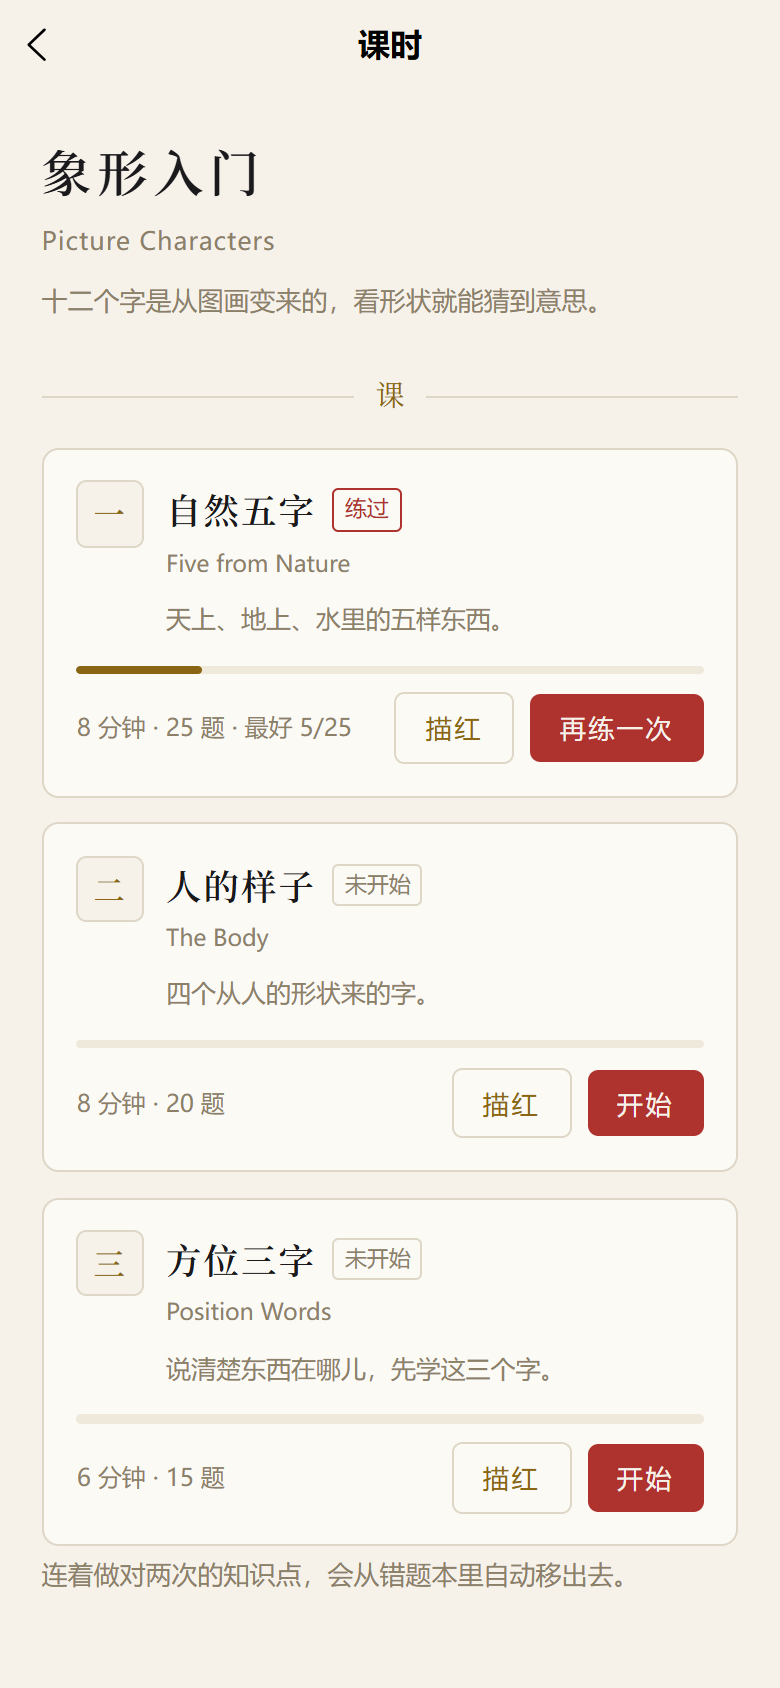 课时
象形入门
Picture Characters
十二个字是从图画变来的，看形状就能猜到意思。
课
一 自然五字 练过
Five from Nature
天上、地上、水里的五样东西。
8 分钟 · 25 题 · 最好 5/25 描红 再练一次
二 人的样子 未开始
The Body
四个从人的形状来的字。
8 分钟 · 20 题 描红 开始
三 方位三字 未开始
Position Words
说清楚东西在哪儿，先学这三个字。
6 分钟 · 15 题 描红 开始
连着做对两次的知识点，会从错题本里自动移出去。